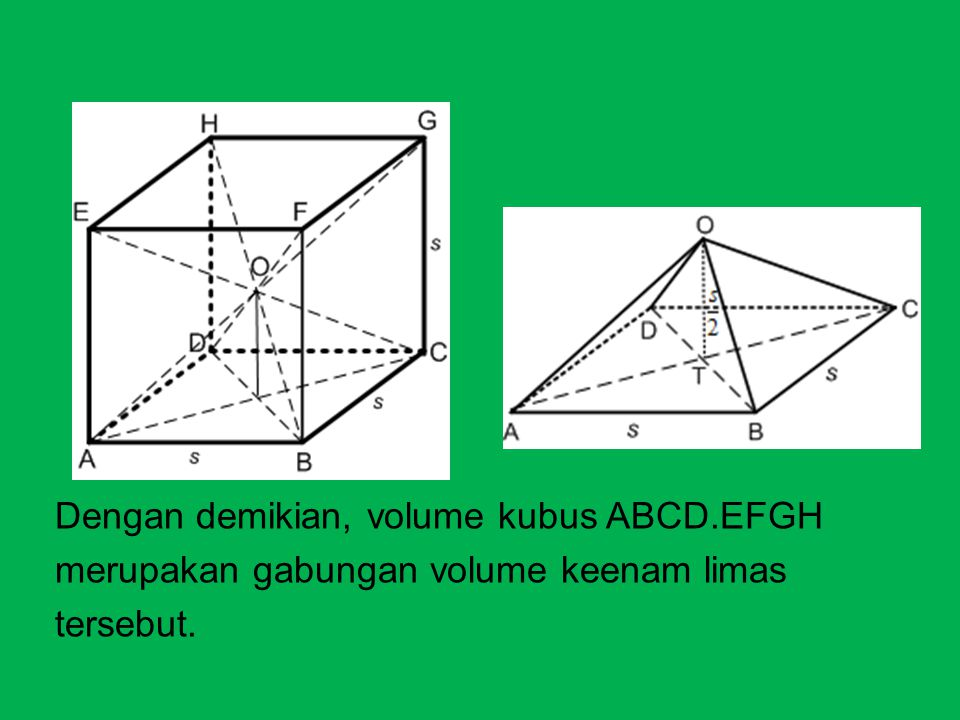 H G
E F
O
s
D
C
s
A s B
O
s
2
D
C
T
s
A s B
Dengan demikian, volume kubus ABCD.EFGH
merupakan gabungan volume keenam limas
tersebut.